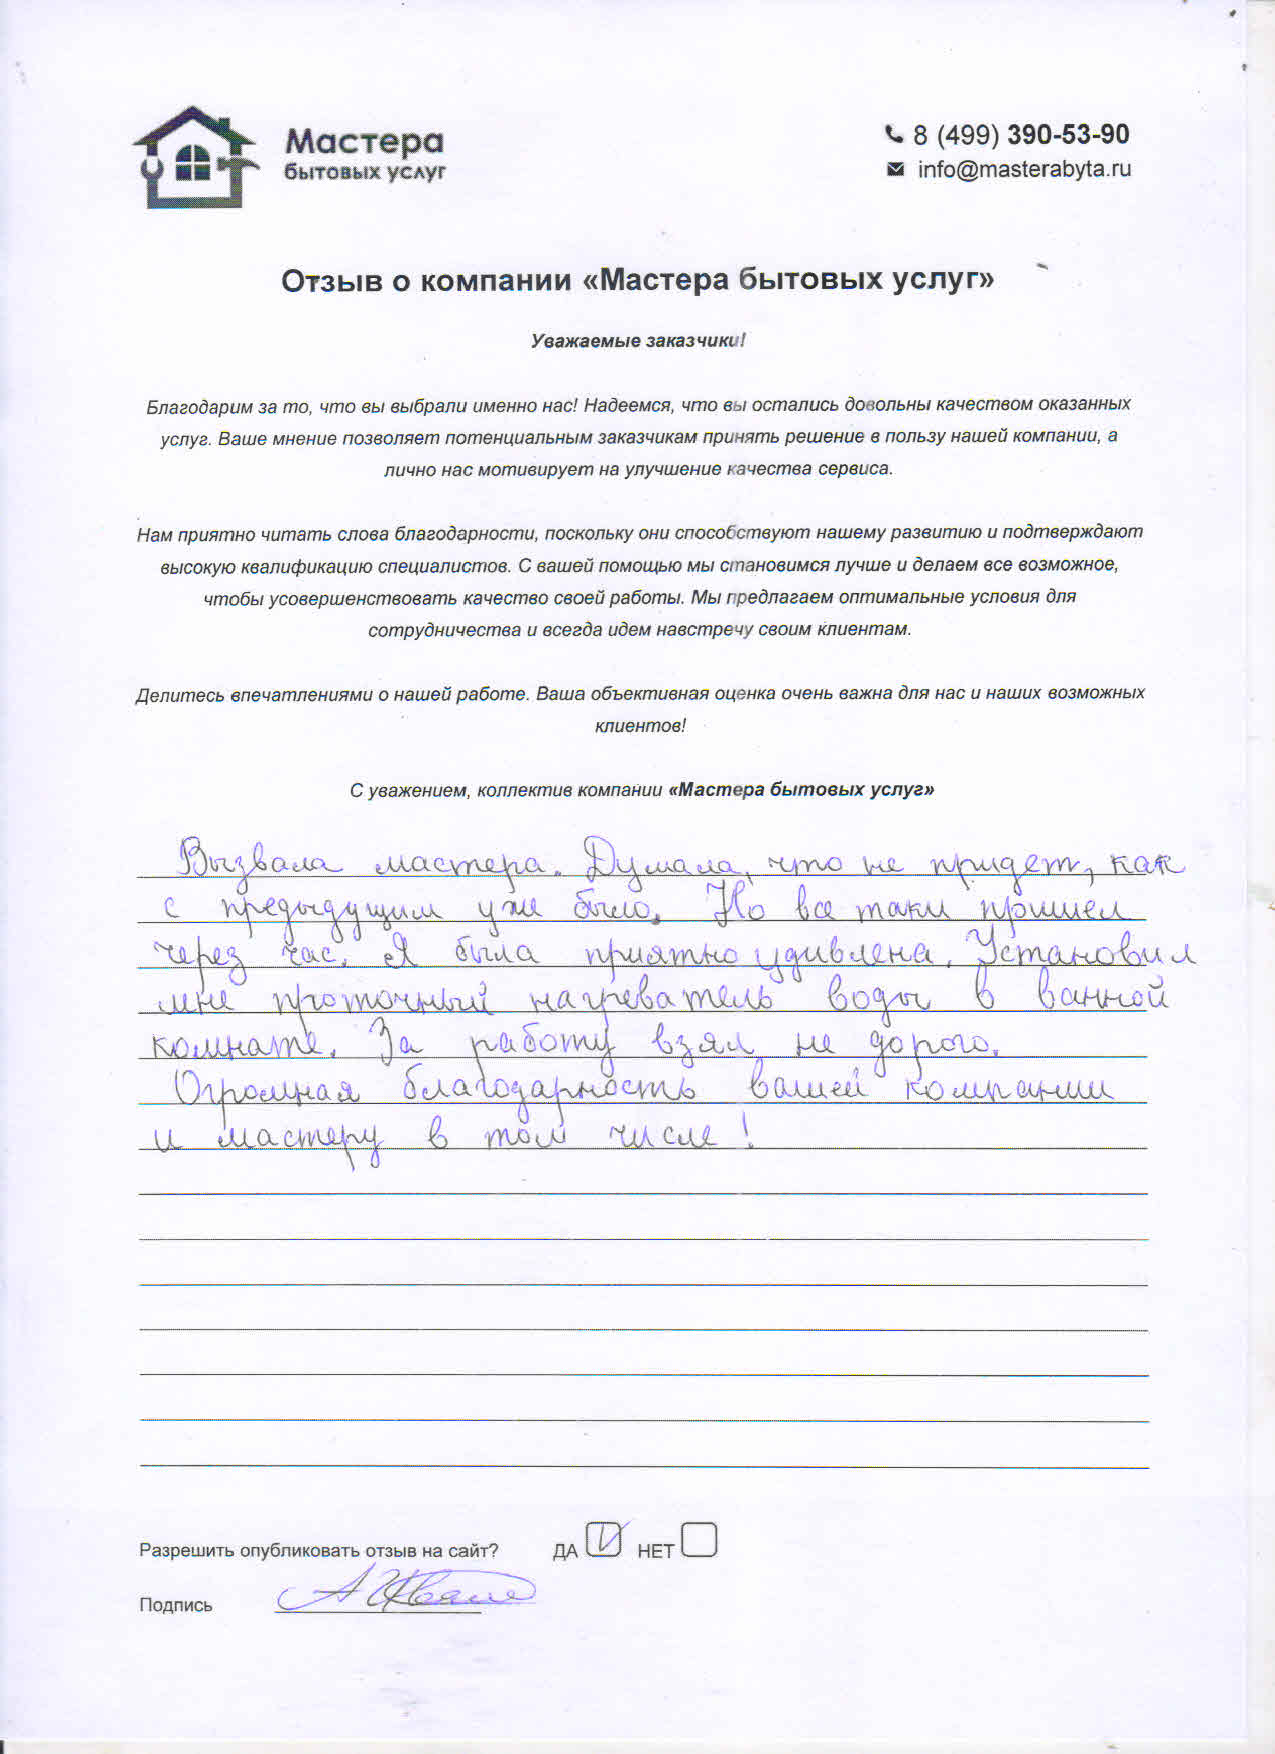 Мастера
бытовых услуг
8 (499) 390-53-90
info@masterabyta.ru
Отзыв о компании «Мастера бытовых услуг»
Уважаемые заказчики!
Благодарим за то, что вы выбрали именно нас! Надеемся, что вы остались довольны качеством оказанных
услуг. Ваше мнение позволяет потенциальным заказчикам принять решение в пользу нашей компании, а
лично нас мотивирует на улучшение качества сервиса.
Нам приятно читать слова благодарности, поскольку они способствуют нашему развитию и подтверждают
высокую квалификацию специалистов. С вашей помощью мы становимся лучше и делаем все возможное,
чтобы усовершенствовать качество своей работы. Мы предлагаем оптимальные условия для
сотрудничества и всегда идем навстречу своим клиентам.
Делитесь впечатлениями о нашей работе. Ваша объективная оценка очень важна для нас и наших возможных
клиентов!
С уважением, коллектив компании «Мастера бытовых услуг»
Вызвала мастера. Думала, что не придет, как
с предыдущим уже было. Но все таки пришел
через час. Я была приятно удивлена. Установил
мне проточный нагреватель воды в ванной
комнате. За работу взял не дорого.
Огромная благодарность вашей компании
и мастеру в том числе!
Разрешить опубликовать отзыв на сайт? ДА НЕТ
Подпись